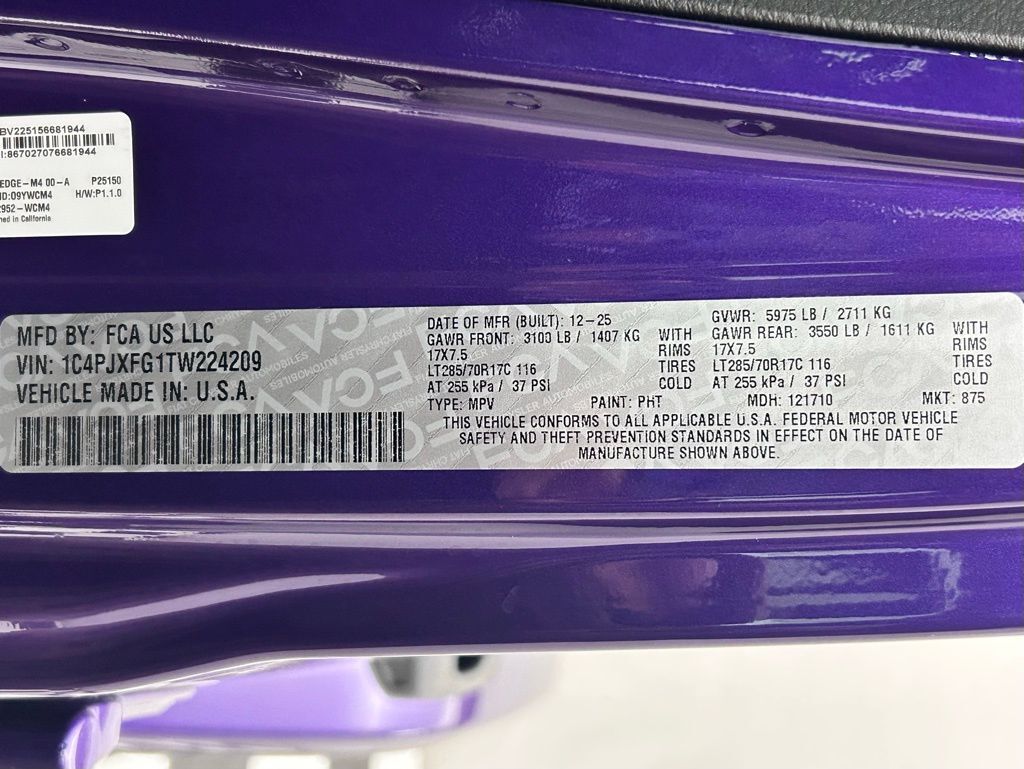 BV225156681944
I:867027076681944
EDGE-M4 00-A P25150
ID:09YWCM4 H/W:P1.1.0
2952-WCM4
ned in California
MFD BY: FCA US LLC
VIN: 1C4PJXFG1TW224209
VEHICLE MADE IN: U.S.A.
DATE OF MFR (BUILT): 12-25
GAWR FRONT: 3100 LB / 1407 KG WITH
17X7.5 RIMS
LT285/70R17C 116 TIRES
AT 255 kPa / 37 PSI COLD
GVWR: 5975 LB / 2711 KG
GAWR REAR: 3550 LB / 1611 KG WITH
17X7.5 RIMS
LT285/70R17C 116 TIRES
AT 255 kPa / 37 PSI COLD
TYPE: MPV PAINT: PHT MDH: 121710 MKT: 875
THIS VEHICLE CONFORMS TO ALL APPLICABLE U.S.A. FEDERAL MOTOR VEHICLE
SAFETY AND THEFT PREVENTION STANDARDS IN EFFECT ON THE DATE OF
MANUFACTURE SHOWN ABOVE.